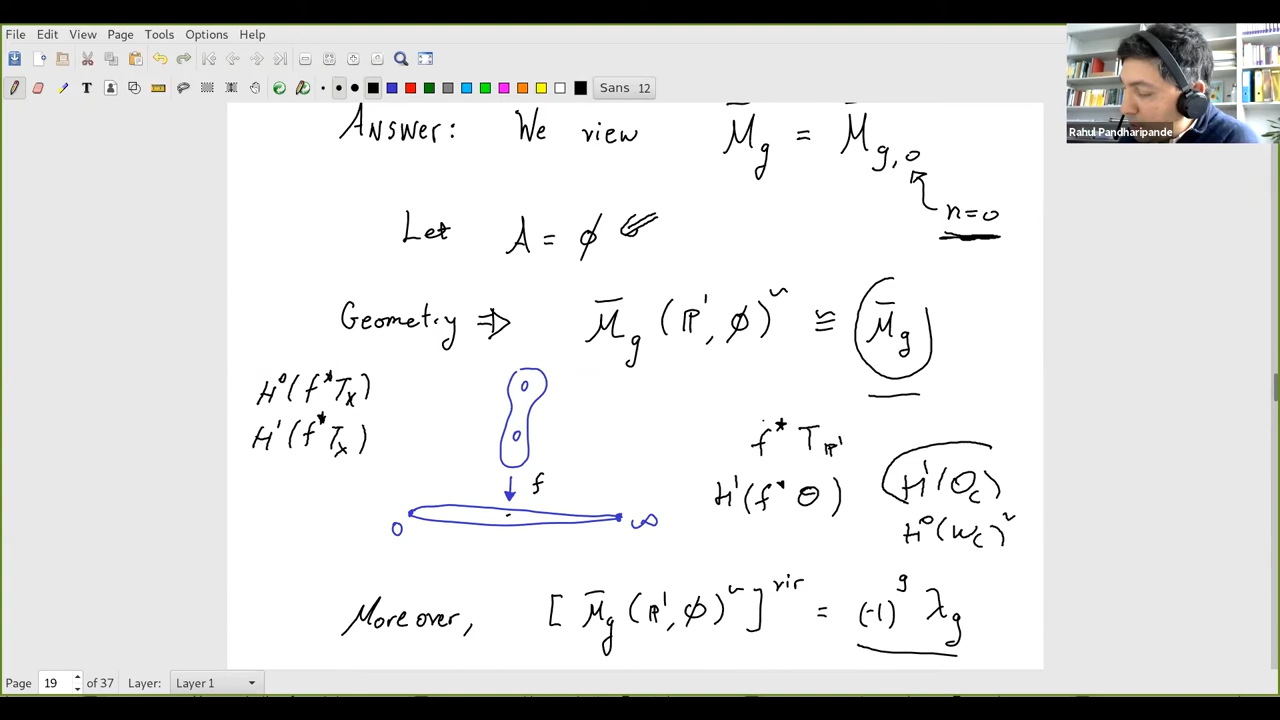 File Edit View Page Tools Options Help
Sans 12
Rahul Pandharipande
Answer: We view M̄_g = M̄_{g,0}
n=0
Let A = ∅
Geometry ⇒ M̄_g(ℙ¹, ∅)^~ ≅ M̄_g
H⁰(f*T_X)
H¹(f*T_X)
f
0 ∞
f* T_{ℙ¹}
H¹(f* O) H¹(O_C)
H⁰(ω_C)^∨
Moreover, [M̄_g(ℙ¹, ∅)^~]^{vir} = (-1)^g λ_g
Page 19 of 37 Layer: Layer 1